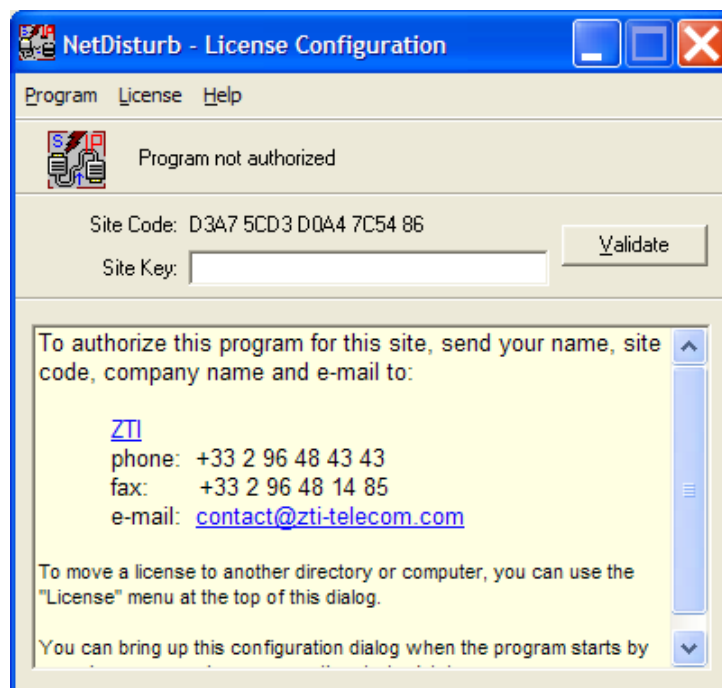 NetDisturb - License Configuration
Program License Help
Program not authorized
Site Code: D3A7 5CD3 D0A4 7C54 86
Validate
Site Key:
To authorize this program for this site, send your name, site
code, company name and e-mail to:
ZTI
phone: +33 2 96 48 43 43
fax: +33 2 96 48 14 85
e-mail: contact@zti-telecom.com
To move a license to another directory or computer, you can use the
"License" menu at the top of this dialog.
You can bring up this configuration dialog when the program starts by